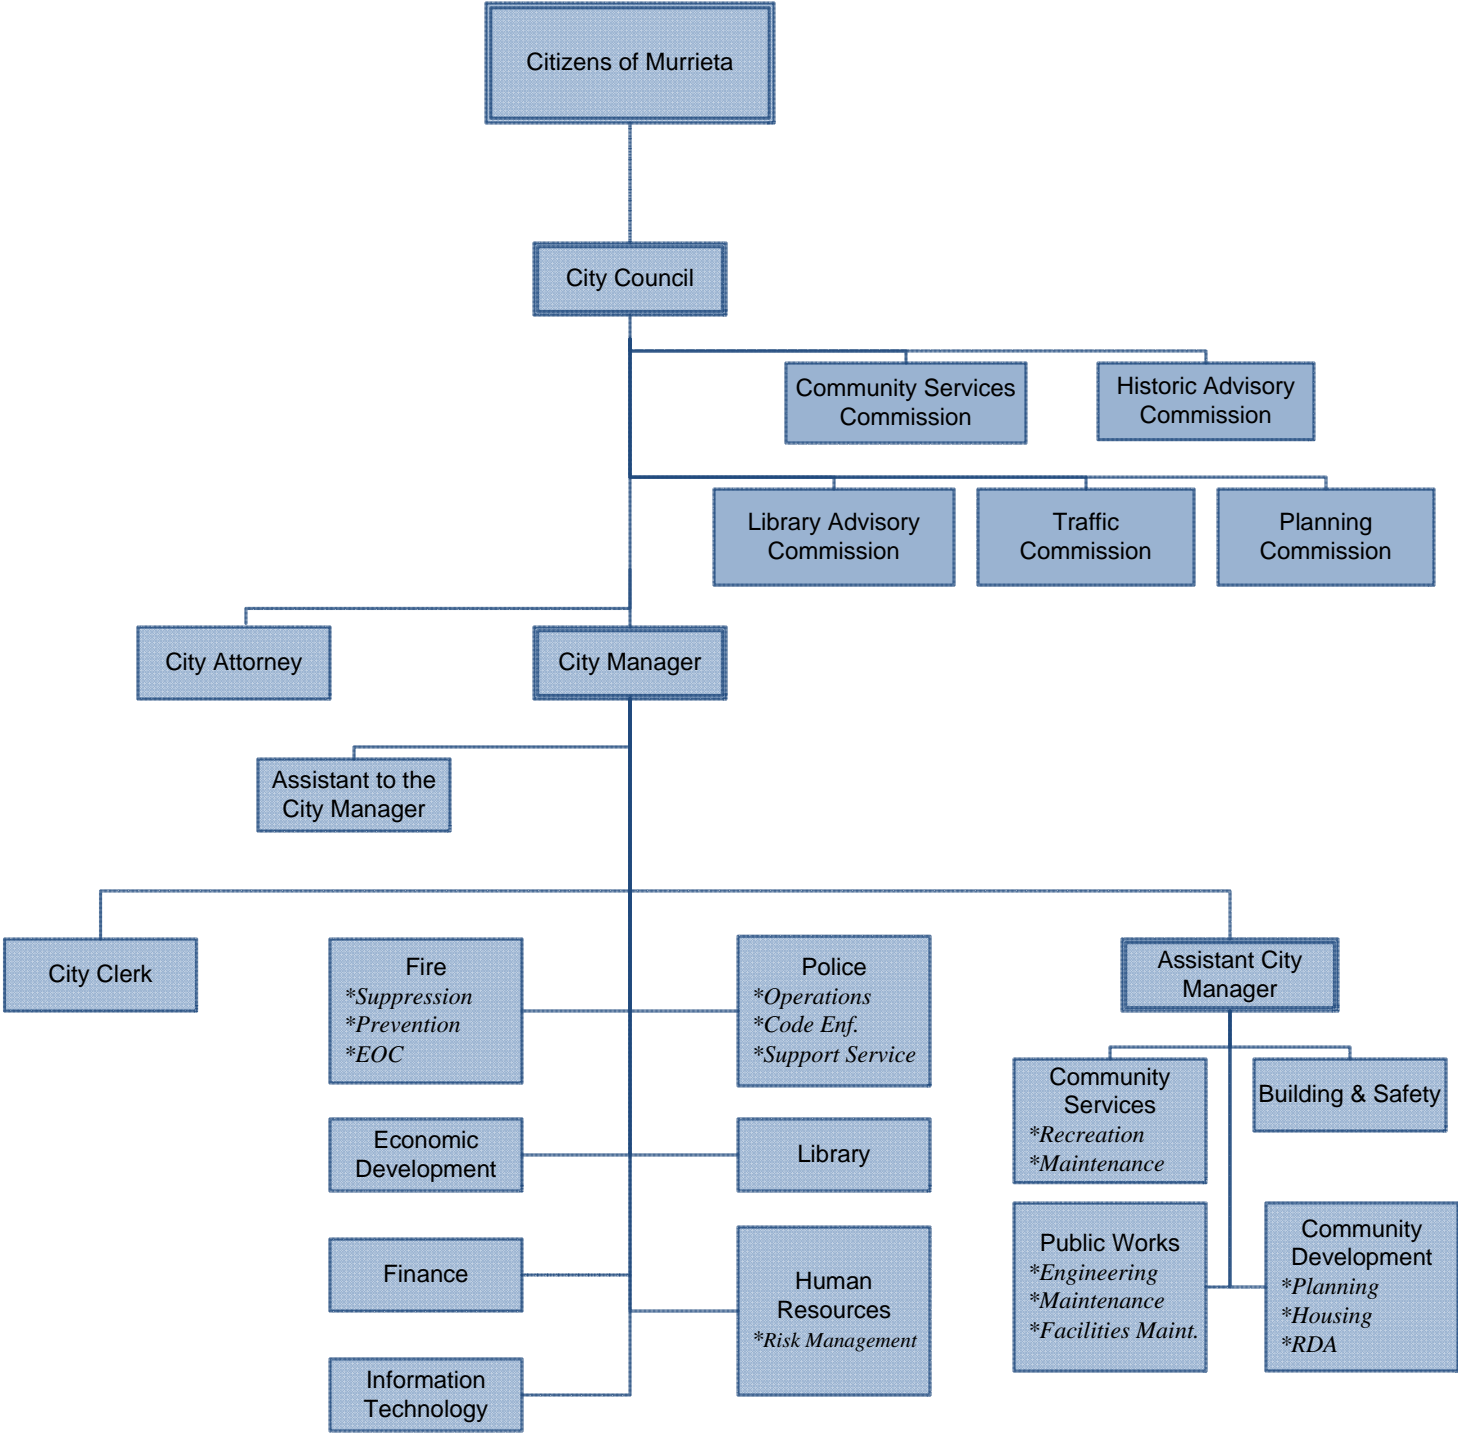 Citizens of Murrieta
City Council
Community Services
Commission
Historic Advisory
Commission
Library Advisory
Commission
Traffic
Commission
Planning
Commission
City Attorney
City Manager
Assistant to the
City Manager
City Clerk
Fire
*Suppression
*Prevention
*EOC
Police
*Operations
*Code Enf.
*Support Service
Assistant City
Manager
Community
Services
*Recreation
*Maintenance
Building & Safety
Economic
Development
Library
Public Works
*Engineering
*Maintenance
*Facilities Maint.
Community
Development
*Planning
*Housing
*RDA
Finance
Human
Resources
*Risk Management
Information
Technology